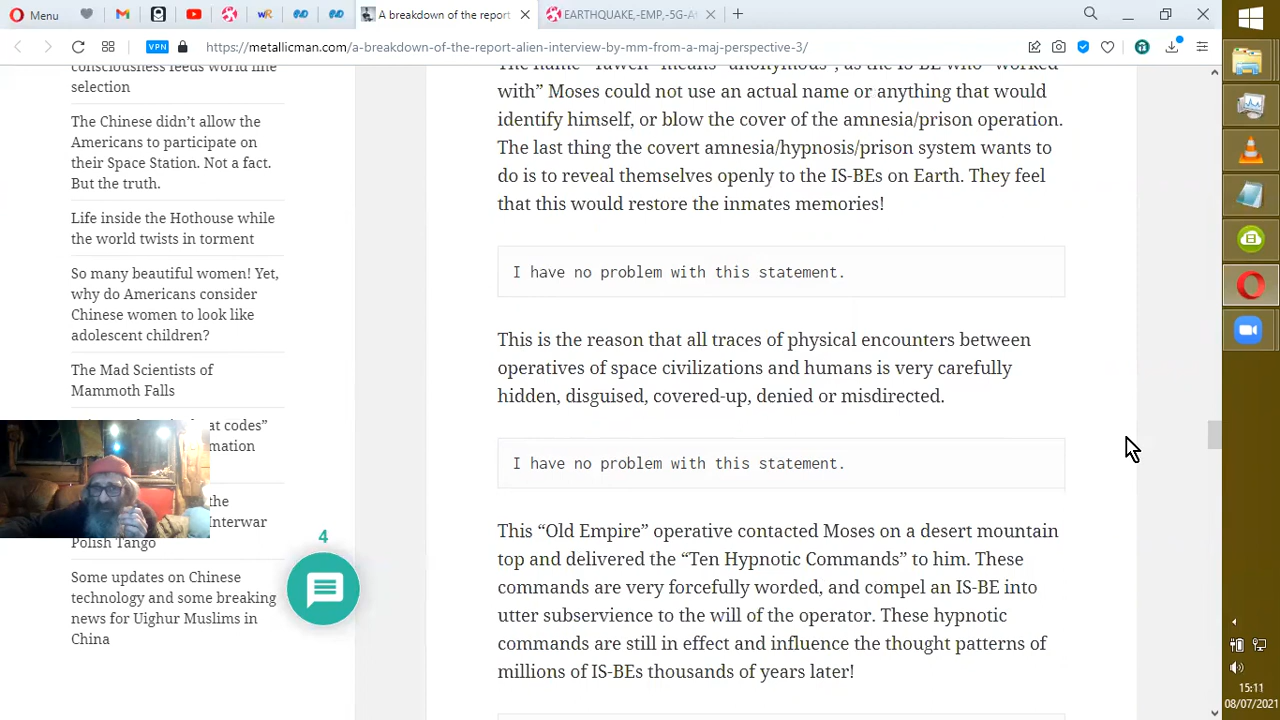 Menu
A breakdown of the report
EARTHQUAKE,-EMP,-5G-A
VPN
https://metallicman.com/a-breakdown-of-the-report-alien-interview-by-mm-from-a-maj-perspective-3/
consciousness feeds world line
selection
The Chinese didn’t allow the
Americans to participate on
their Space Station. Not a fact.
But the truth.
Life inside the Hothouse while
the world twists in torment
So many beautiful women! Yet,
why do Americans consider
Chinese women to look like
adolescent children?
The Mad Scientists of
Mammoth Falls
at codes”
mation
the
Interwar
Polish Tango
Some updates on Chinese
technology and some breaking
news for Uighur Muslims in
China
4
The name “Yaweh” means “anonymous”, as the IS-BE who “worked
with” Moses could not use an actual name or anything that would
identify himself, or blow the cover of the amnesia/prison operation.
The last thing the covert amnesia/hypnosis/prison system wants to
do is to reveal themselves openly to the IS-BEs on Earth. They feel
that this would restore the inmates memories!
I have no problem with this statement.
This is the reason that all traces of physical encounters between
operatives of space civilizations and humans is very carefully
hidden, disguised, covered-up, denied or misdirected.
I have no problem with this statement.
This “Old Empire” operative contacted Moses on a desert mountain
top and delivered the “Ten Hypnotic Commands” to him. These
commands are very forcefully worded, and compel an IS-BE into
utter subservience to the will of the operator. These hypnotic
commands are still in effect and influence the thought patterns of
millions of IS-BEs thousands of years later!
15:11
08/07/2021